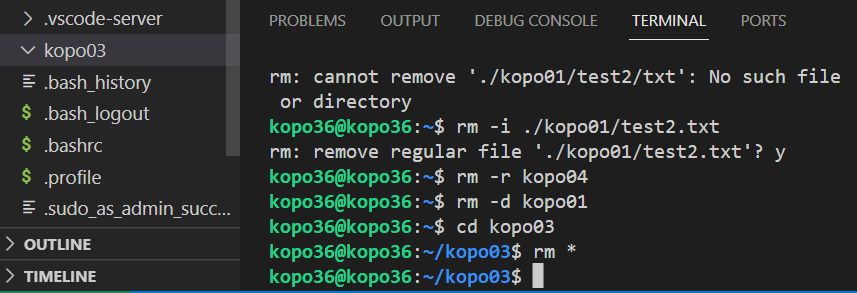 .vscode-server
kopo03
.bash_history
$ .bash_logout
$ .bashrc
$ .profile
.sudo_as_admin_succ...
OUTLINE
TIMELINE
PROBLEMS OUTPUT DEBUG CONSOLE TERMINAL PORTS
rm: cannot remove './kopo01/test2/txt': No such file
or directory
kopo36@kopo36:~$ rm -i ./kopo01/test2.txt
rm: remove regular file './kopo01/test2.txt'? y
kopo36@kopo36:~$ rm -r kopo04
kopo36@kopo36:~$ rm -d kopo01
kopo36@kopo36:~$ cd kopo03
kopo36@kopo36:~/kopo03$ rm *
kopo36@kopo36:~/kopo03$